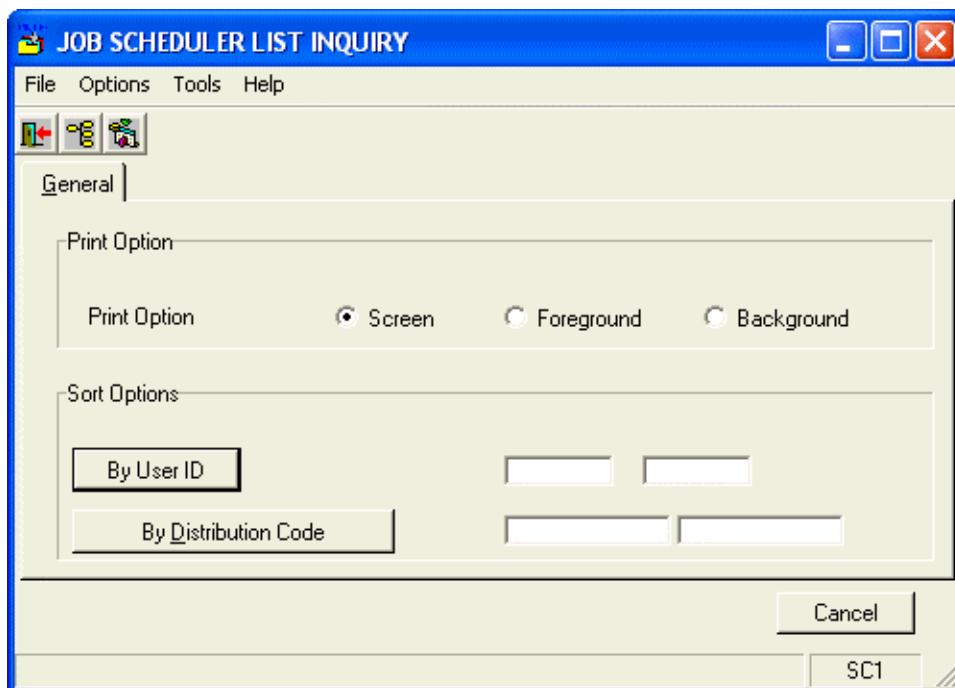 JOB SCHEDULER LIST INQUIRY
File Options Tools Help
General
Print Option
Print Option Screen Foreground Background
Sort Options
By User ID
By Distribution Code
Cancel
SC1